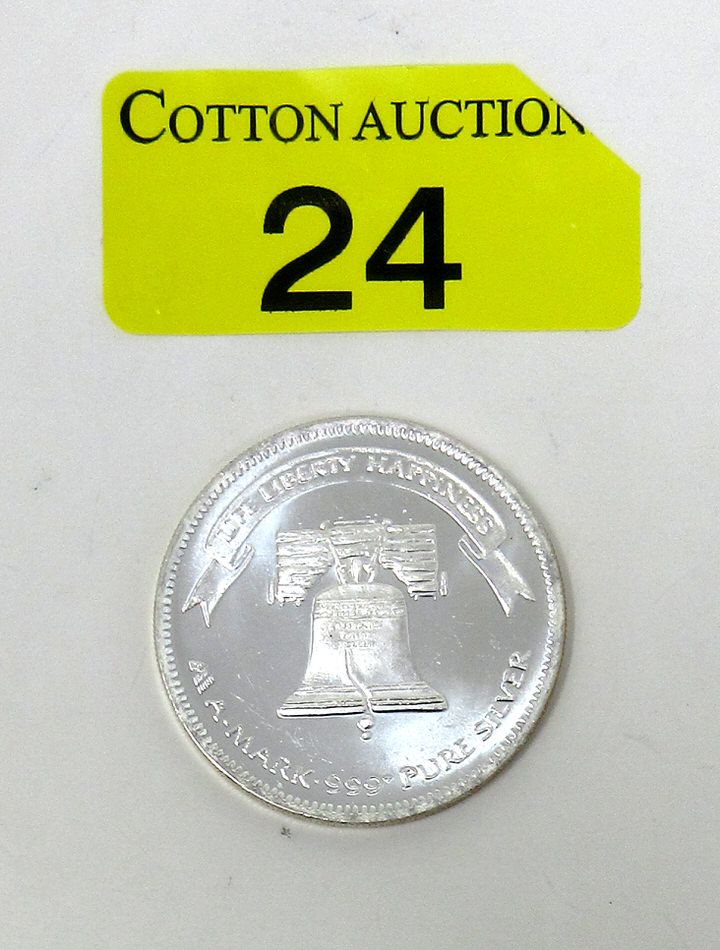 COTTON AUCTION
24
LIFE LIBERTY HAPPINESS
A-MARK · 999+ PURE SILVER